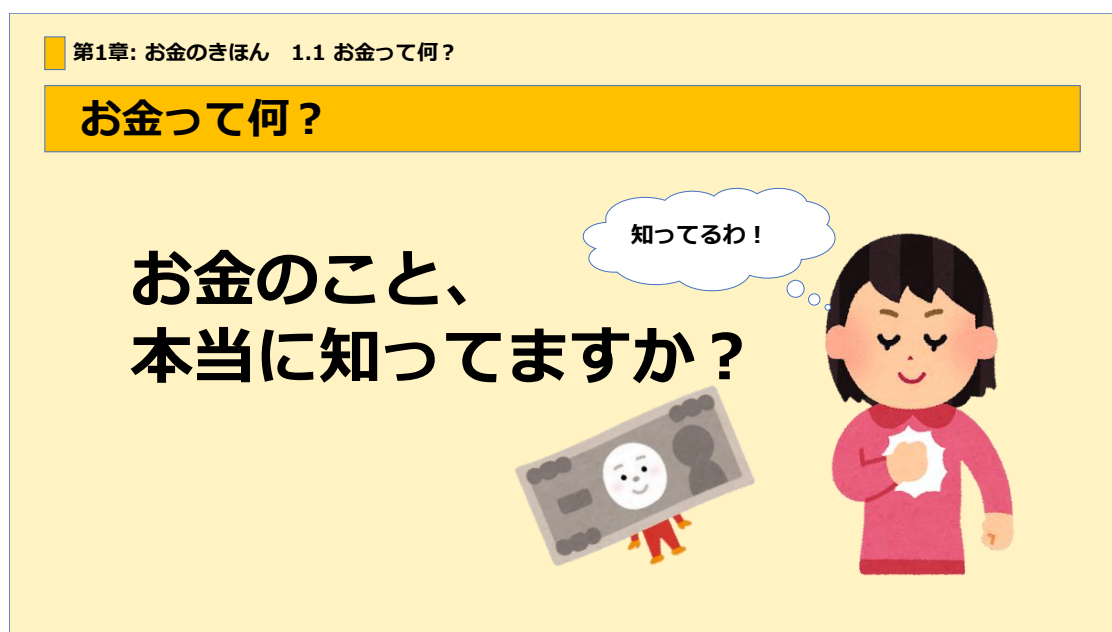 第1章: お金のきほん　1.1 お金って何？
お金って何？
知ってるわ！
お金のこと、
本当に知ってますか？